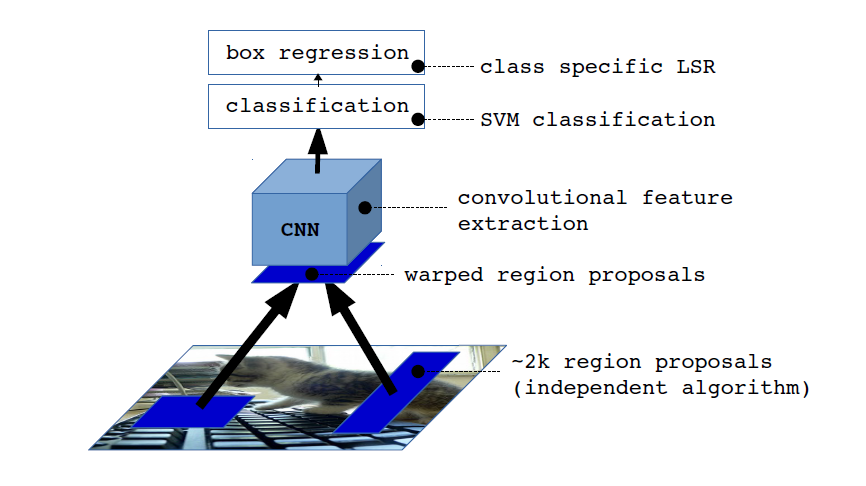 box regression
class specific LSR
classification
SVM classification
convolutional feature
extraction
CNN
warped region proposals
~2k region proposals
(independent algorithm)